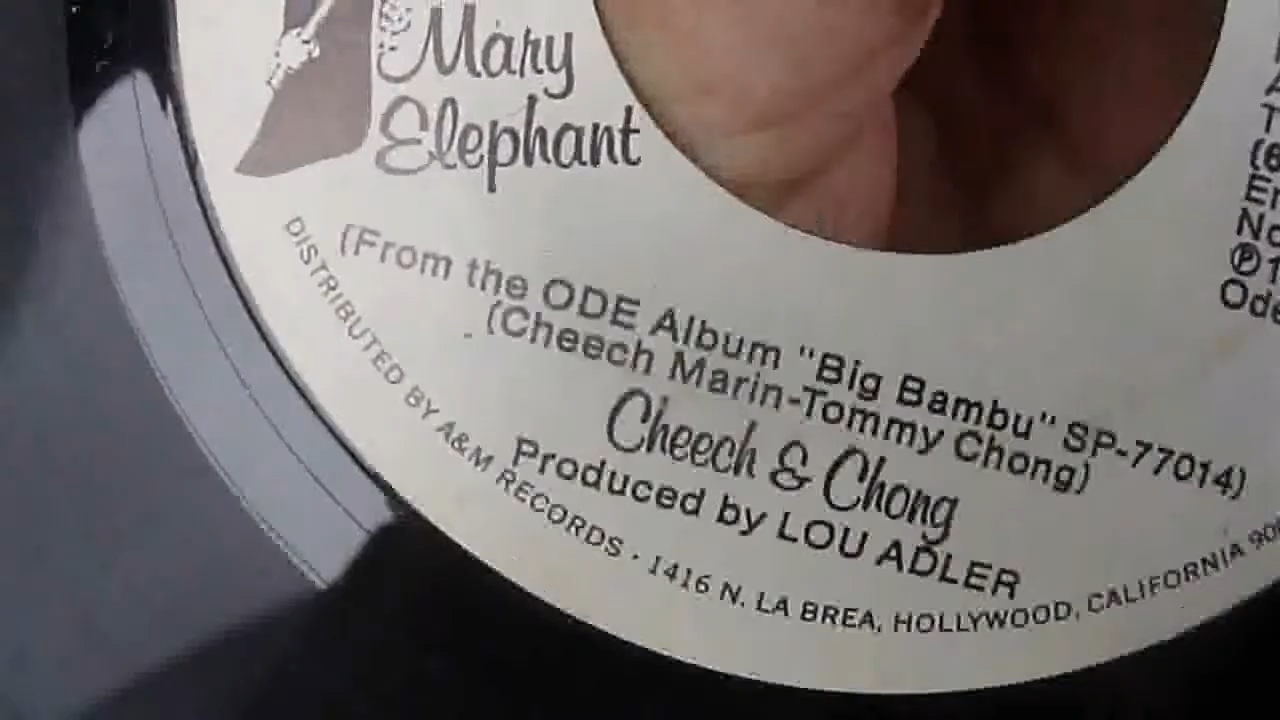 Mary
Elephant
(From the ODE Album "Big Bambu" SP-77014)
(Cheech Marin-Tommy Chong)
Cheech & Chong
Produced by LOU ADLER
DISTRIBUTED BY A&M RECORDS · 1416 N. LA BREA, HOLLYWOOD, CALIFORNIA